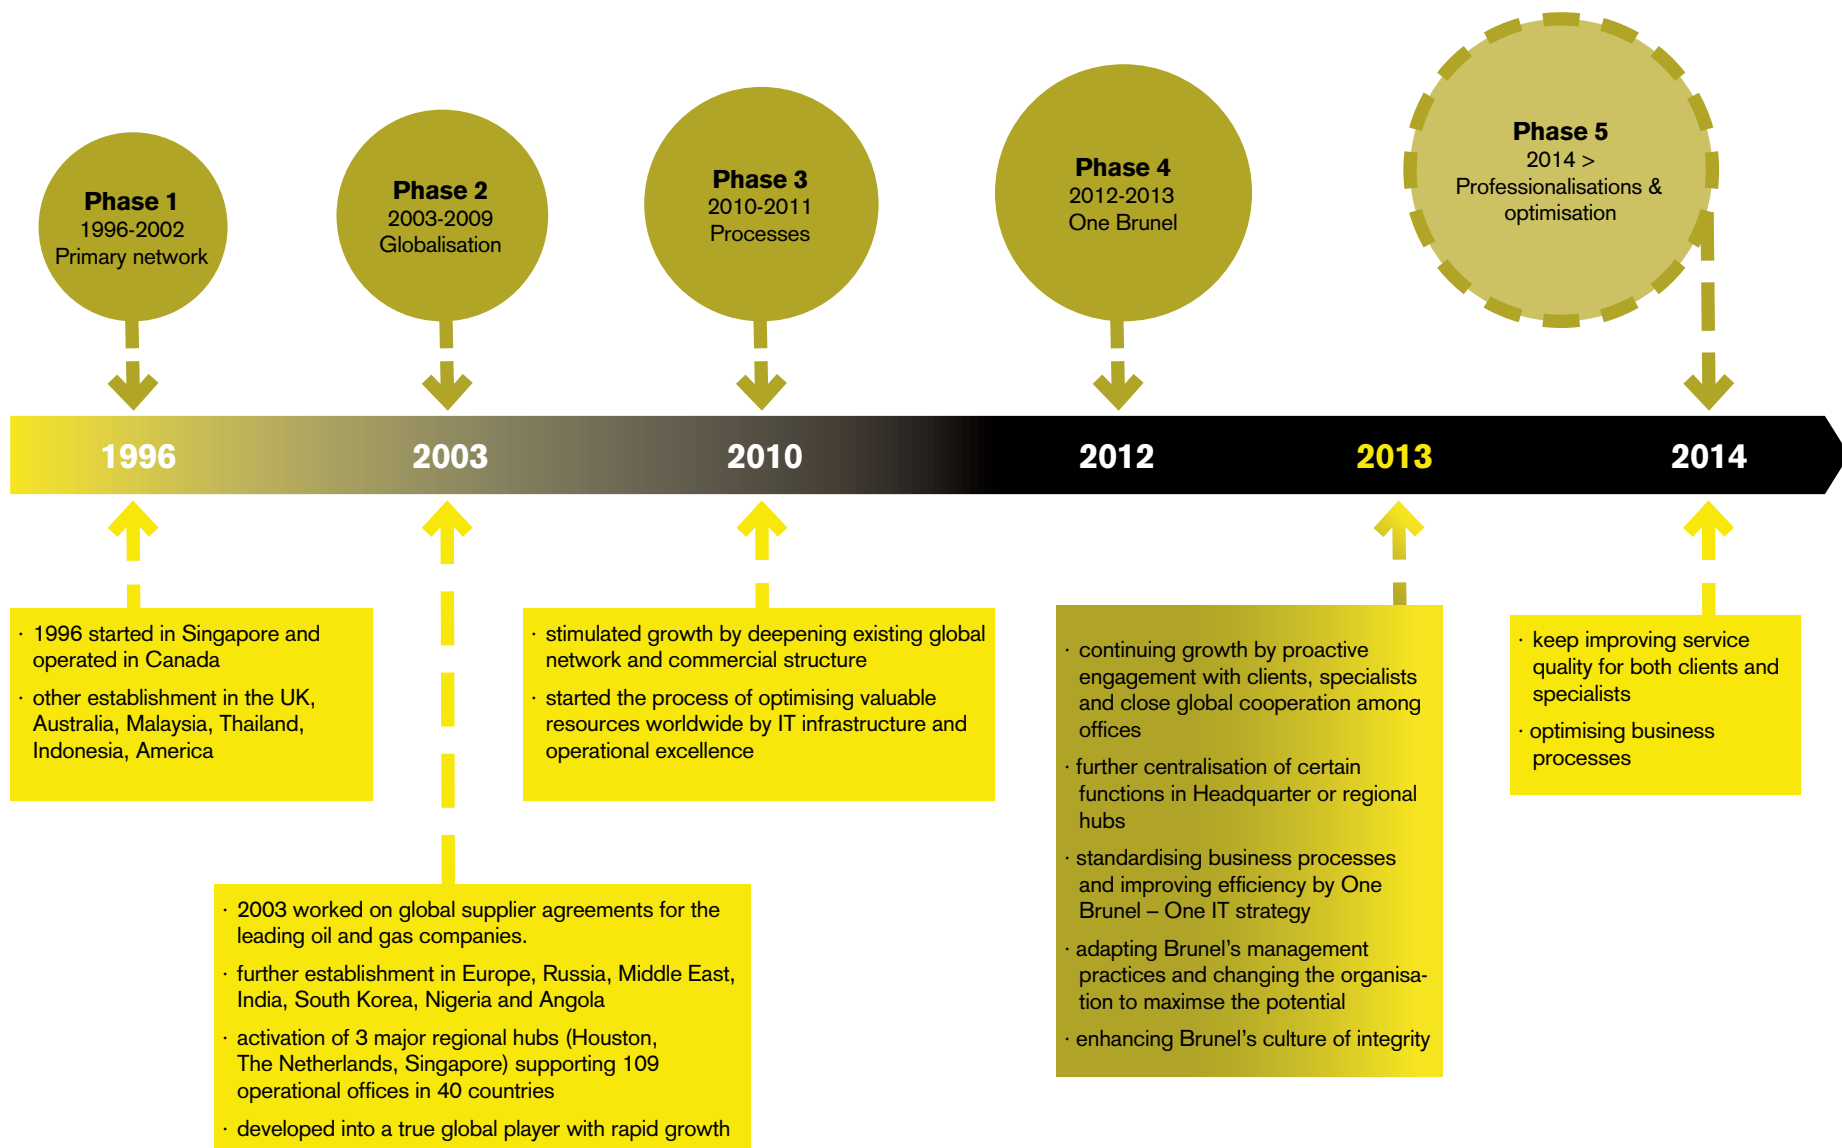 Phase 1
1996-2002
Primary network
Phase 2
2003-2009
Globalisation
Phase 3
2010-2011
Processes
Phase 4
2012-2013
One Brunel
Phase 5
2014 >
Professionalisations &
optimisation
1996
2003
2010
2012
2013
2014
· 1996 started in Singapore and
operated in Canada
· other establishment in the UK,
Australia, Malaysia, Thailand,
Indonesia, America
· 2003 worked on global supplier agreements for the
leading oil and gas companies.
· further establishment in Europe, Russia, Middle East,
India, South Korea, Nigeria and Angola
· activation of 3 major regional hubs (Houston,
The Netherlands, Singapore) supporting 109
operational offices in 40 countries
· developed into a true global player with rapid growth
· stimulated growth by deepening existing global
network and commercial structure
· started the process of optimising valuable
resources worldwide by IT infrastructure and
operational excellence
· continuing growth by proactive
engagement with clients, specialists
and close global cooperation among
offices
· further centralisation of certain
functions in Headquarter or regional
hubs
· standardising business processes
and improving efficiency by One
Brunel – One IT strategy
· adapting Brunel’s management
practices and changing the organisa-
tion to maximse the potential
· enhancing Brunel’s culture of integrity
· keep improving service
quality for both clients and
specialists
· optimising business
processes